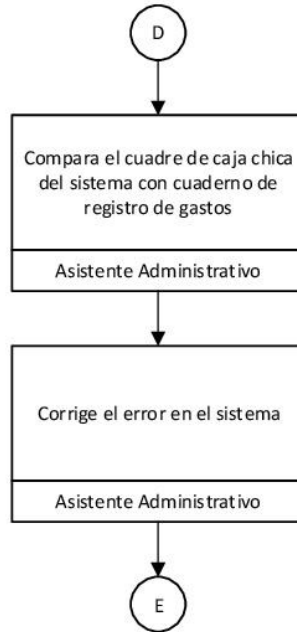 D
Compara el cuadre de caja chica
del sistema con cuaderno de
registro de gastos
Asistente Administrativo
Corrige el error en el sistema
Asistente Administrativo
E